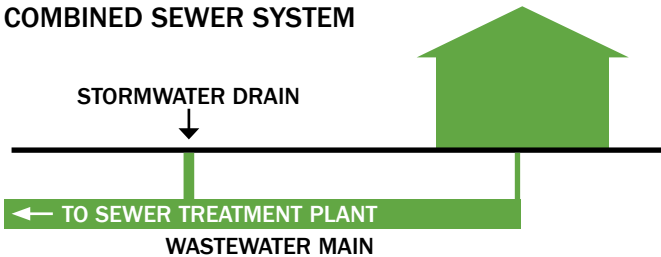 COMBINED SEWER SYSTEM
STORMWATER DRAIN
TO SEWER TREATMENT PLANT
WASTEWATER MAIN